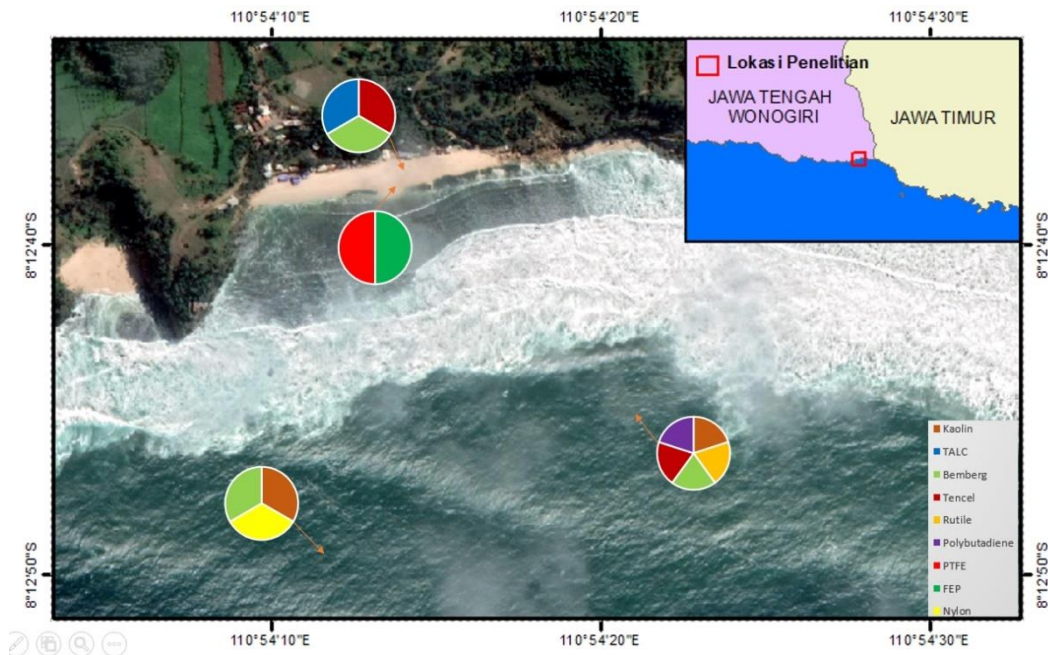 110°54'10"E
110°54'20"E
110°54'30"E
Lokasi Penelitian
JAWA TENGAH
WONOGIRI
JAWA TIMUR
8°12'40"S
8°12'40"S
Kaolin
TALC
Bemberg
Tencel
Rutile
Polybutadiene
PTFE
FEP
Nylon
8°12'50"S
8°12'50"S
110°54'10"E
110°54'20"E
110°54'30"E